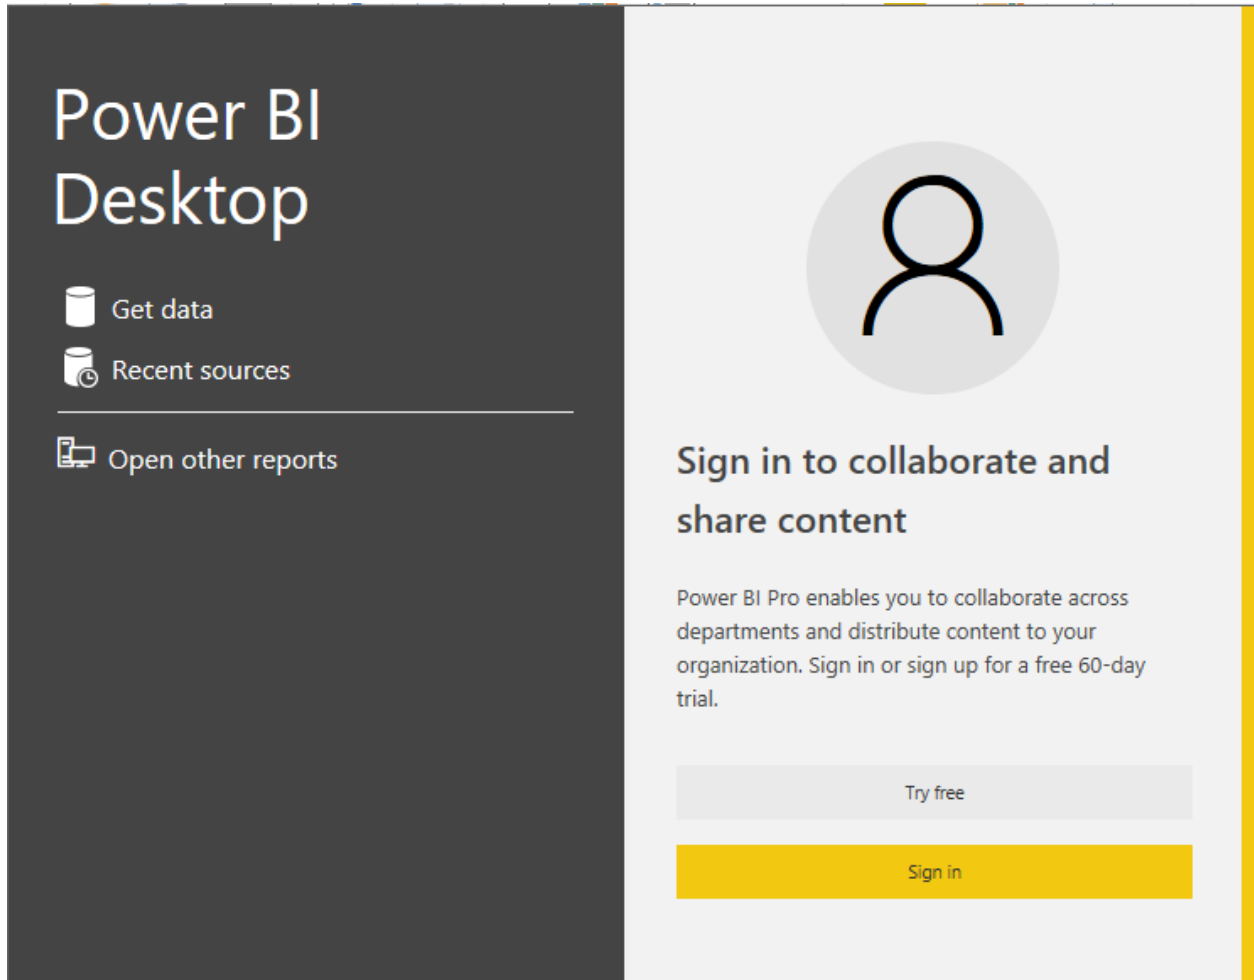 Power BI
Desktop
Get data
Recent sources
Open other reports
Sign in to collaborate and
share content
Power BI Pro enables you to collaborate across
departments and distribute content to your
organization. Sign in or sign up for a free 60-day
trial.
Try free
Sign in